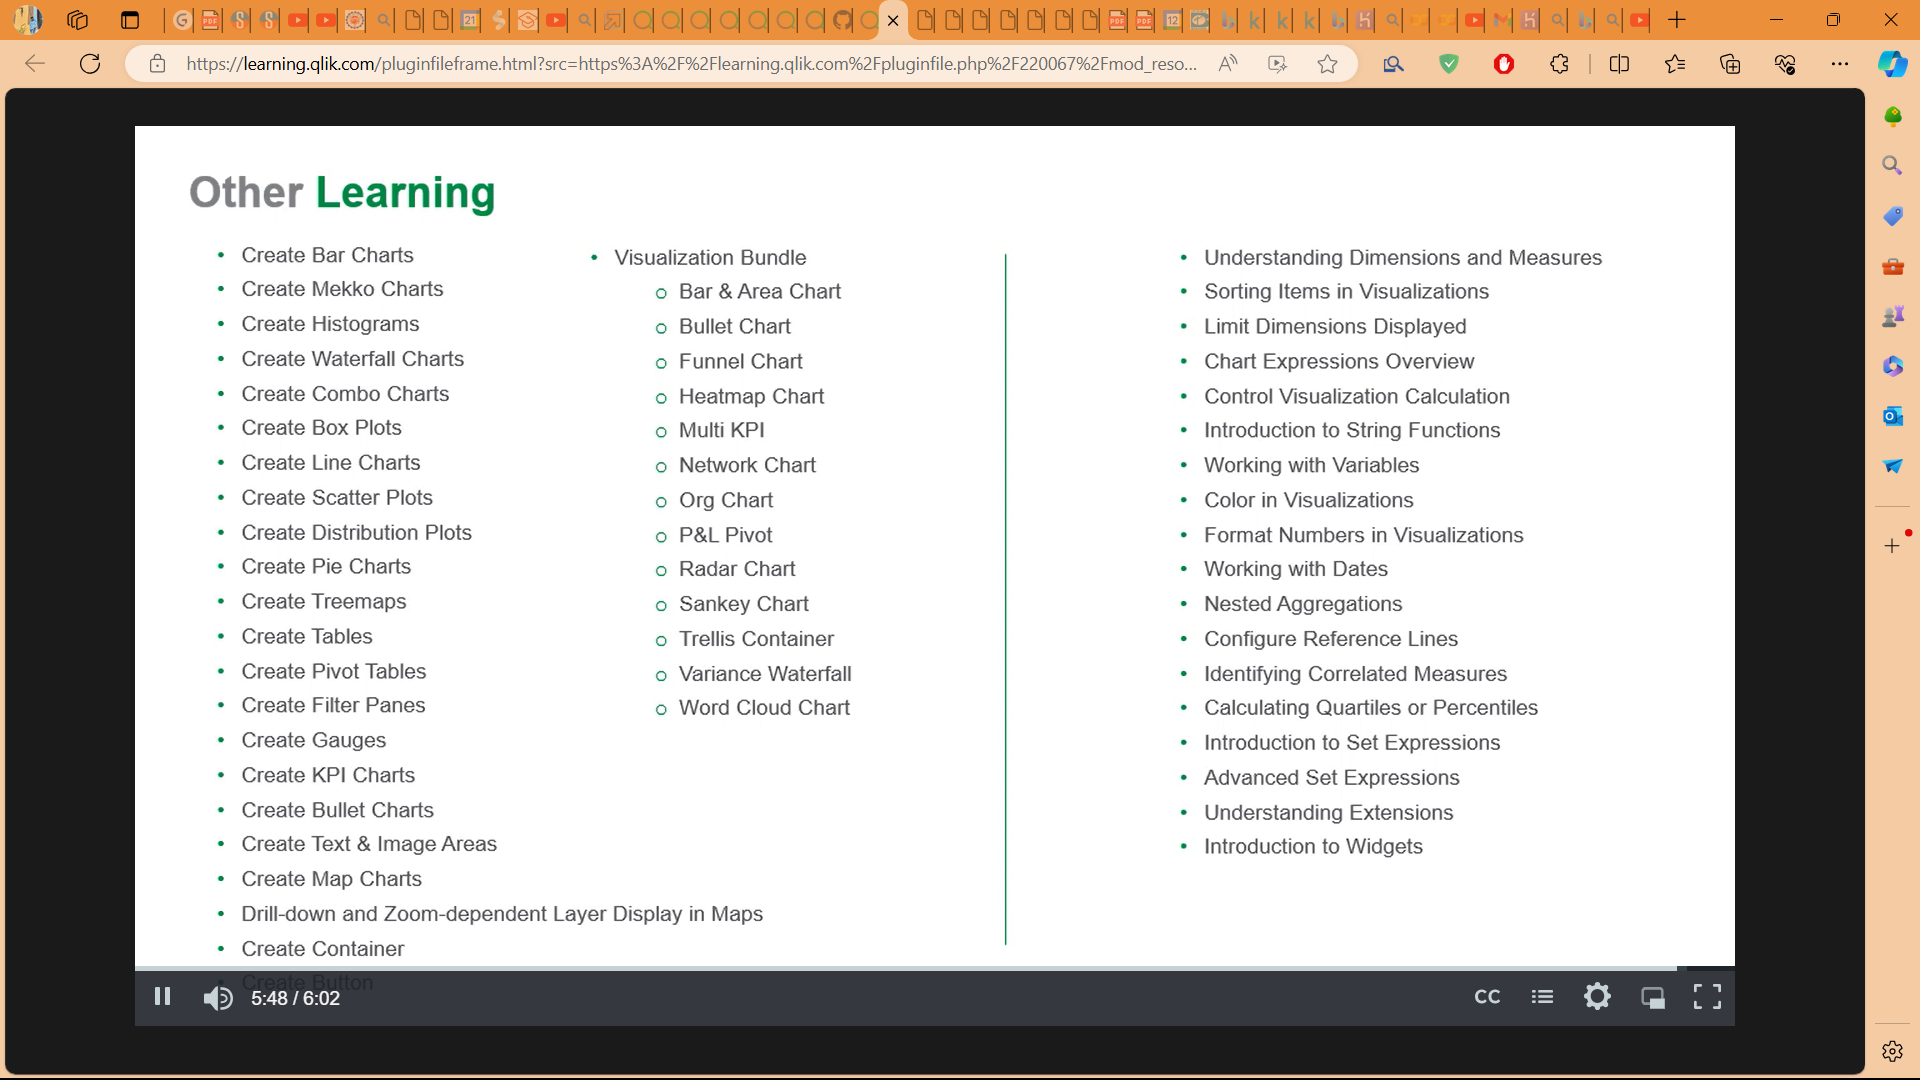 https://learning.qlik.com/pluginfileframe.html?src=https%3A%2F%2Flearning.qlik.com%2Fpluginfile.php%2F220067%2Fmod_reso...
Other Learning
• Create Bar Charts
• Create Mekko Charts
• Create Histograms
• Create Waterfall Charts
• Create Combo Charts
• Create Box Plots
• Create Line Charts
• Create Scatter Plots
• Create Distribution Plots
• Create Pie Charts
• Create Treemaps
• Create Tables
• Create Pivot Tables
• Create Filter Panes
• Create Gauges
• Create KPI Charts
• Create Bullet Charts
• Create Text & Image Areas
• Create Map Charts
• Drill-down and Zoom-dependent Layer Display in Maps
• Create Container
• Create Button
• Visualization Bundle
o Bar & Area Chart
o Bullet Chart
o Funnel Chart
o Heatmap Chart
o Multi KPI
o Network Chart
o Org Chart
o P&L Pivot
o Radar Chart
o Sankey Chart
o Trellis Container
o Variance Waterfall
o Word Cloud Chart
• Understanding Dimensions and Measures
• Sorting Items in Visualizations
• Limit Dimensions Displayed
• Chart Expressions Overview
• Control Visualization Calculation
• Introduction to String Functions
• Working with Variables
• Color in Visualizations
• Format Numbers in Visualizations
• Working with Dates
• Nested Aggregations
• Configure Reference Lines
• Identifying Correlated Measures
• Calculating Quartiles or Percentiles
• Introduction to Set Expressions
• Advanced Set Expressions
• Understanding Extensions
• Introduction to Widgets
5:48 / 6:02
CC